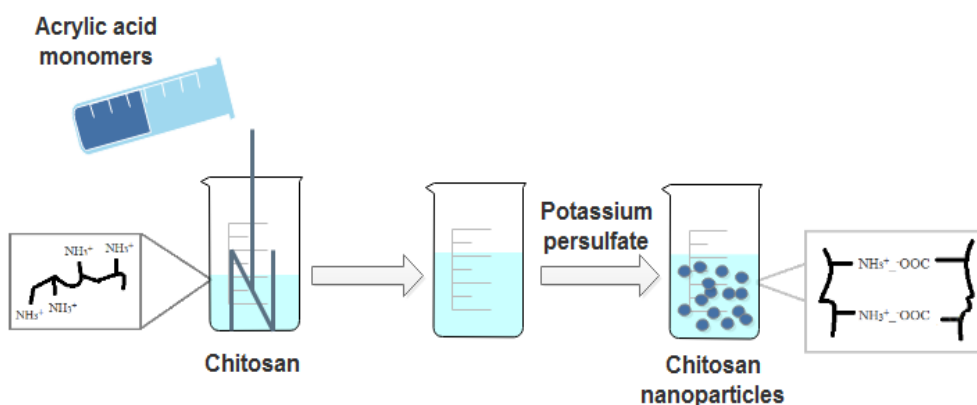 Acrylic acid
monomers
NH₃⁺
NH₃⁺
NH₃⁺
NH₃⁺
Chitosan
Potassium
persulfate
Chitosan
nanoparticles
NH₃⁺_⁻OOC
NH₃⁺_⁻OOC